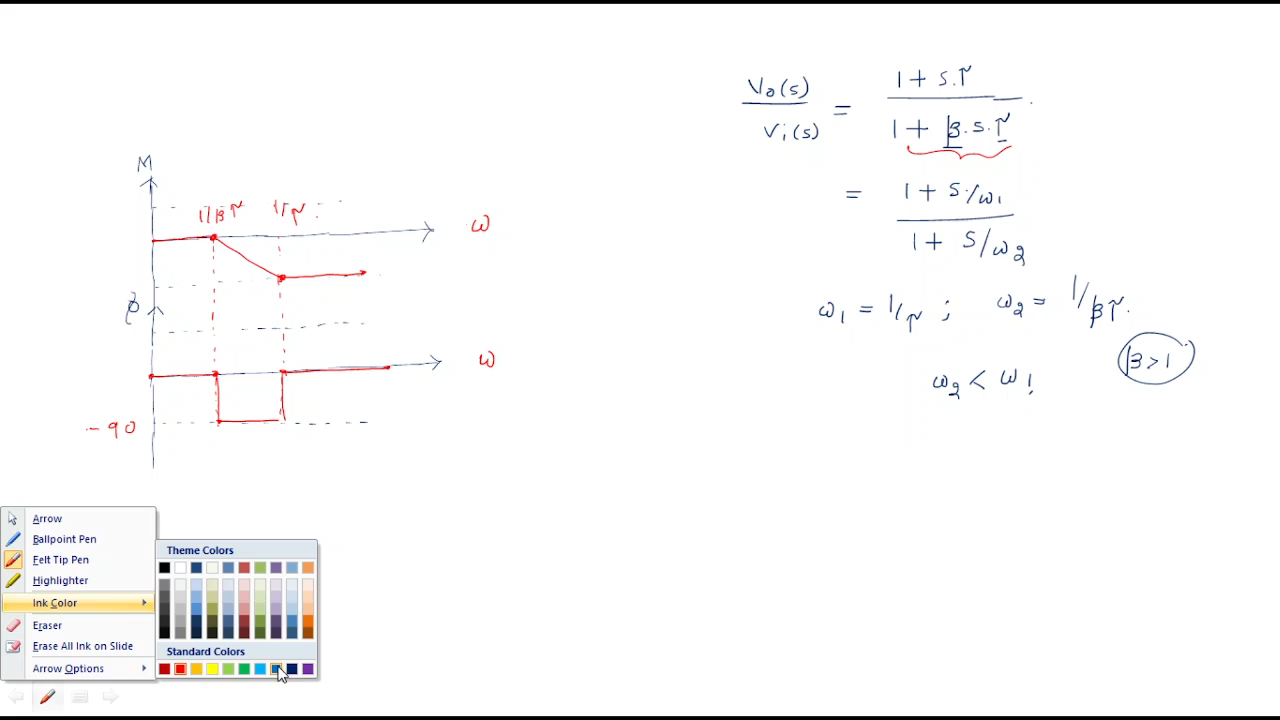 M
1/βτ 1/τ.
ω
φ
ω
-90
V₀(s)/Vᵢ(s) = (1 + s.τ)/(1 + β.s.τ)
= (1 + s/ω₁)/(1 + s/ω₂)
ω₁ = 1/τ ; ω₂ = 1/βτ.
β>1
ω₂ < ω₁
Arrow
Ballpoint Pen
Felt Tip Pen
Highlighter
Ink Color
Eraser
Erase All Ink on Slide
Arrow Options
Theme Colors
Standard Colors